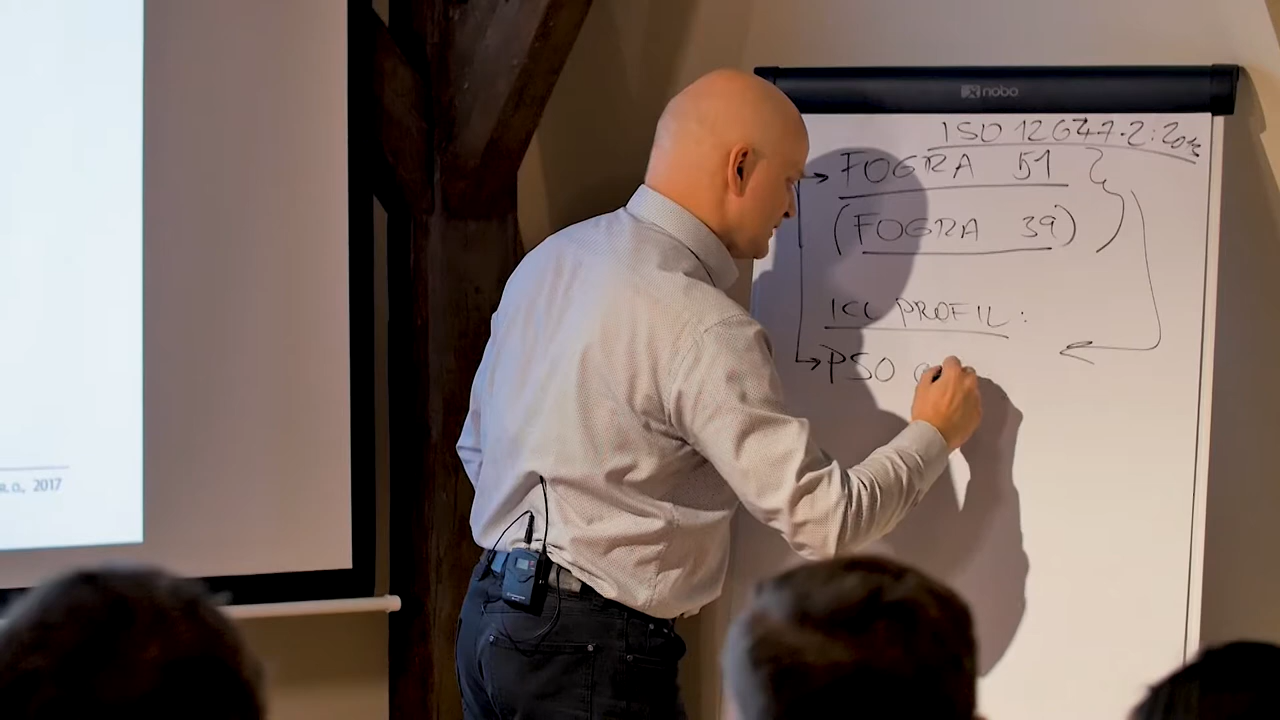 nobo
ISO 12647-2:2013
FOGRA 51
(FOGRA 39)
ICC PROFIL:
PSO
2017